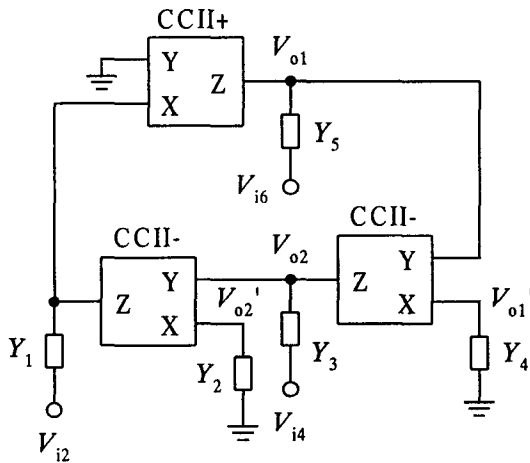 CCII+
V_o1
Y
Z
X
Y_5
V_i6
CCII-
CCII-
V_o2
Y
Z
X
V_o2'
Z
Y
X
V_o1'
Y_1
Y_2
Y_3
Y_4
V_i2
V_i4